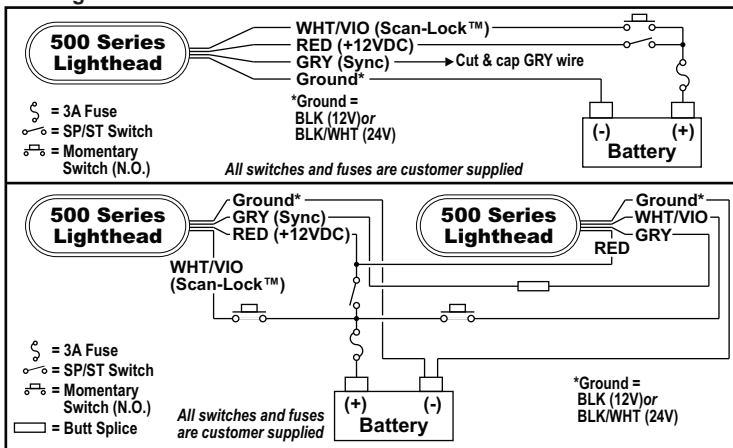 500 Series
Lighthead
WHT/VIO (Scan-Lock™)
RED (+12VDC)
GRY (Sync)
Cut & cap GRY wire
Ground*
*Ground =
BLK (12V)or
BLK/WHT (24V)
= 3A Fuse
= SP/ST Switch
= Momentary
Switch (N.O.)
All switches and fuses are customer supplied
(-) (+)
Battery
500 Series
Lighthead
Ground*
GRY (Sync)
RED (+12VDC)
WHT/VIO
(Scan-Lock™)
500 Series
Lighthead
Ground*
WHT/VIO
GRY
RED
= 3A Fuse
= SP/ST Switch
= Momentary
Switch (N.O.)
= Butt Splice
All switches and fuses
are customer supplied
(+) (-)
Battery
*Ground =
BLK (12V)or
BLK/WHT (24V)